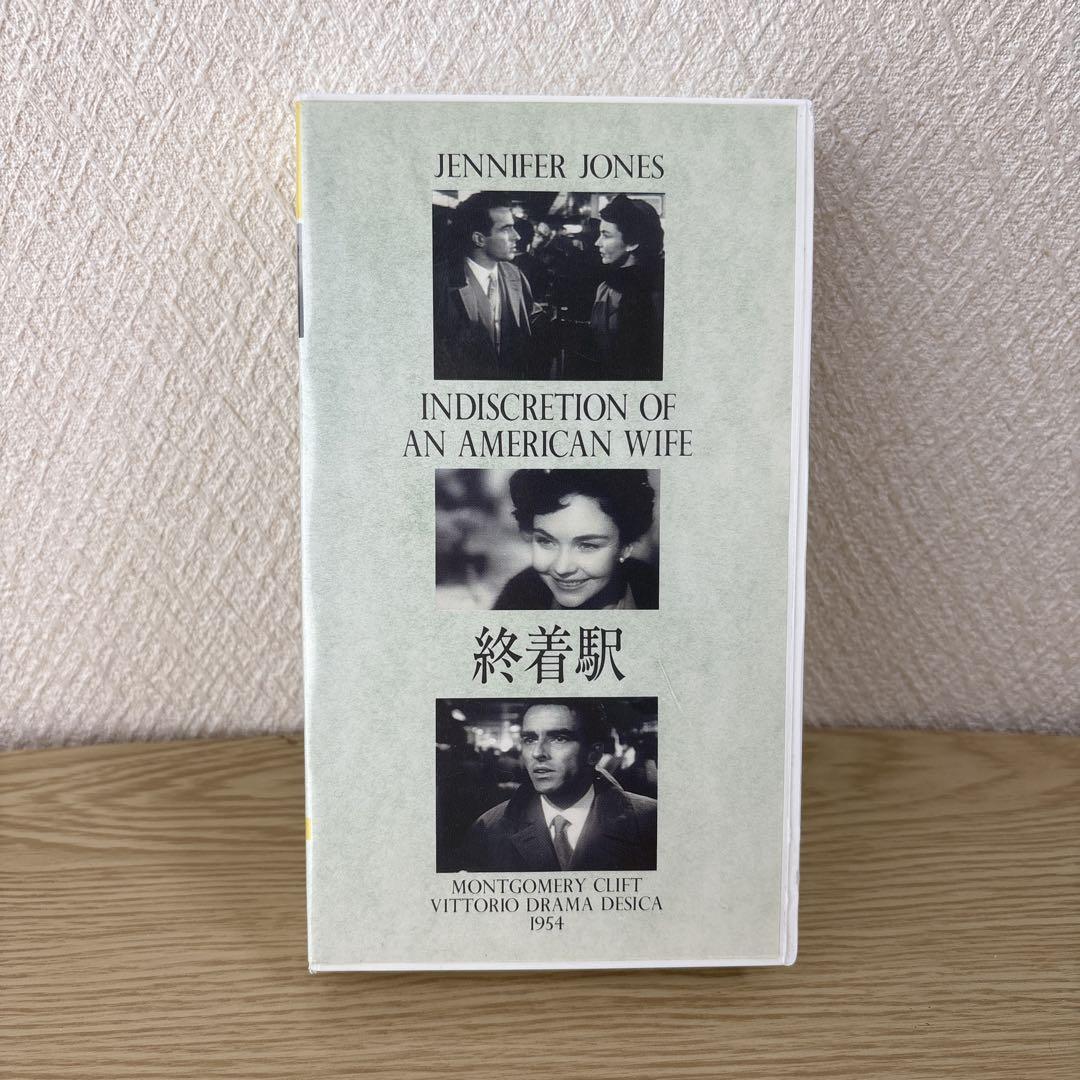 JENNIFER JONES
INDISCRETION OF
AN AMERICAN WIFE
終着駅
MONTGOMERY CLIFT
VITTORIO DRAMA DESICA
1954